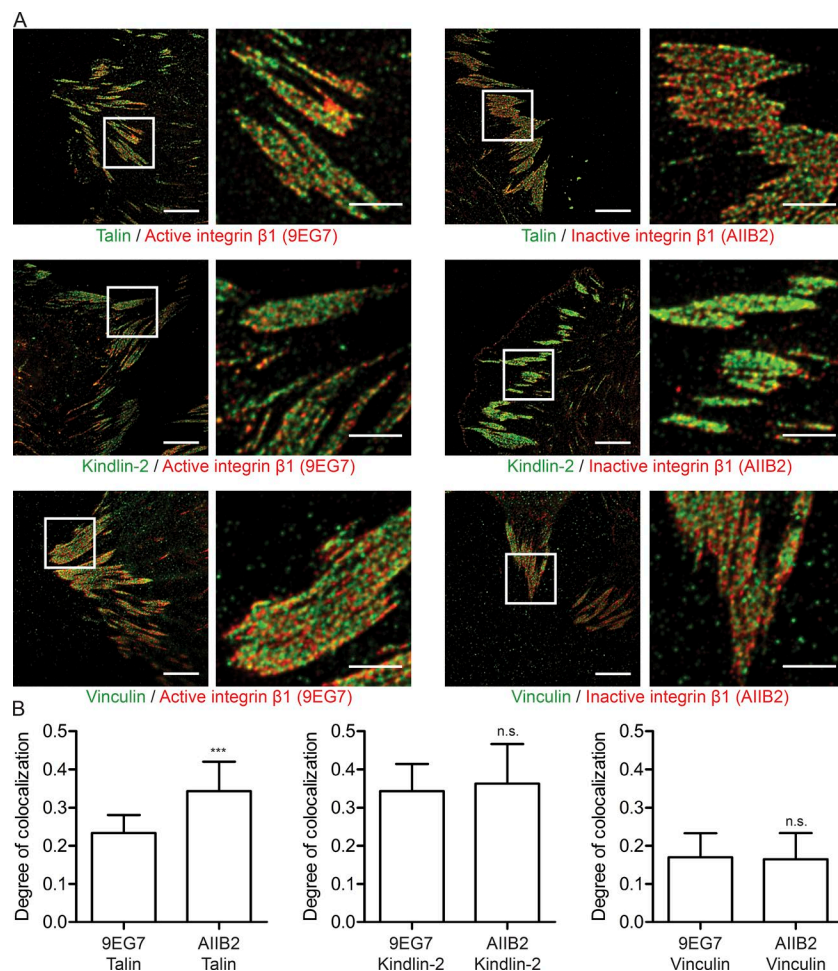 A
Talin / Active integrin β1 (9EG7)
Talin / Inactive integrin β1 (AIIB2)
Kindlin-2 / Active integrin β1 (9EG7)
Kindlin-2 / Inactive integrin β1 (AIIB2)
Vinculin / Active integrin β1 (9EG7)
Vinculin / Inactive integrin β1 (AIIB2)
B
Degree of colocalization
0.5
0.4
0.3
0.2
0.1
0.0
***
9EG7
Talin
AIIB2
Talin
Degree of colocalization
0.5
0.4
0.3
0.2
0.1
0.0
n.s.
9EG7
Kindlin-2
AIIB2
Kindlin-2
Degree of colocalization
0.5
0.4
0.3
0.2
0.1
0.0
n.s.
9EG7
Vinculin
AIIB2
Vinculin